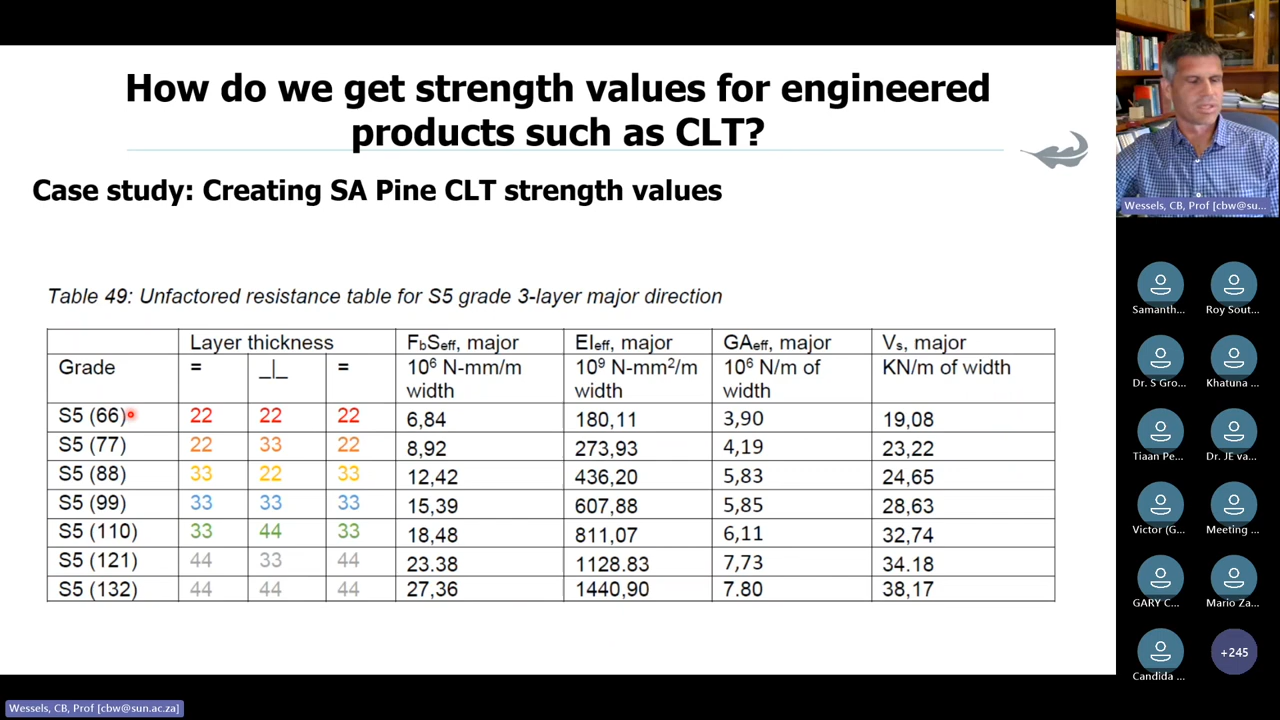 How do we get strength values for engineered
products such as CLT?
Case study: Creating SA Pine CLT strength values
Table 49: Unfactored resistance table for S5 grade 3-layer major direction
Layer thickness FbSeff, major EIeff, major GAeff, major Vs, major
Grade = _|_ = 10⁶ N-mm/m width 10⁹ N-mm²/m width 10⁶ N/m of width KN/m of width
S5 (66) 22 22 22 6,84 180,11 3,90 19,08
S5 (77) 22 33 22 8,92 273,93 4,19 23,22
S5 (88) 33 22 33 12,42 436,20 5,83 24,65
S5 (99) 33 33 33 15,39 607,88 5,85 28,63
S5 (110) 33 44 33 18,48 811,07 6,11 32,74
S5 (121) 44 33 44 23.38 1128.83 7,73 34.18
S5 (132) 44 44 44 27,36 1440,90 7.80 38,17
Wessels, CB, Prof [cbw@su...
Samanth... Roy Sout...
Dr. S Gro... Khatuna ...
Tiaan Pe... Dr. JE va...
Victor (G... Meeting ...
GARY C... Mario Za...
Candida ... +245
Wessels, CB, Prof [cbw@sun.ac.za]